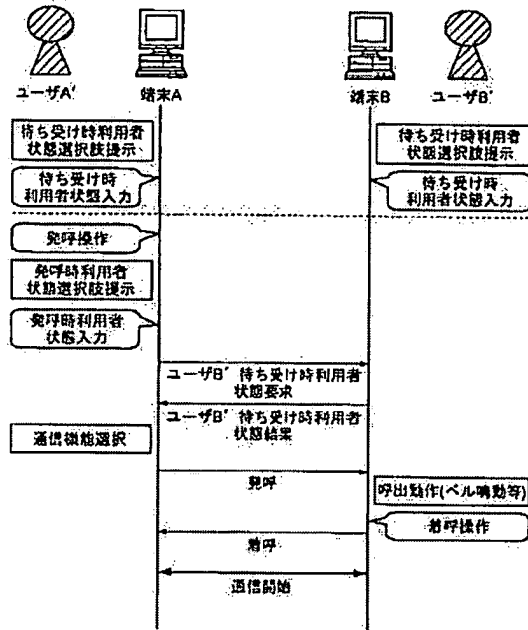 ユーザA'
端末A
端末B
ユーザB'
待ち受け時利用者
状態選択肢提示
待ち受け時利用者
状態選択肢提示
待ち受け時
利用者状態入力
待ち受け時
利用者状態入力
発呼操作
発呼時利用者
状態選択肢提示
発呼時利用者
状態入力
ユーザB' 待ち受け時利用者
状態要求
ユーザB' 待ち受け時利用者
状態結果
通信機能選択
発呼
呼出動作(ベル鳴動等)
着呼操作
着呼
通信開始